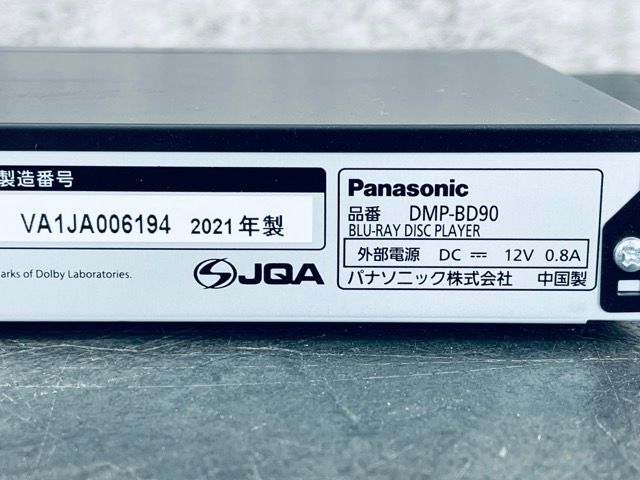 製造番号
VA1JA006194 2021年製
arks of Dolby Laboratories.
JQA
Panasonic
品番 DMP-BD90
BLU-RAY DISC PLAYER
外部電源 DC ⎓ 12V 0.8A
パナソニック株式会社 中国製